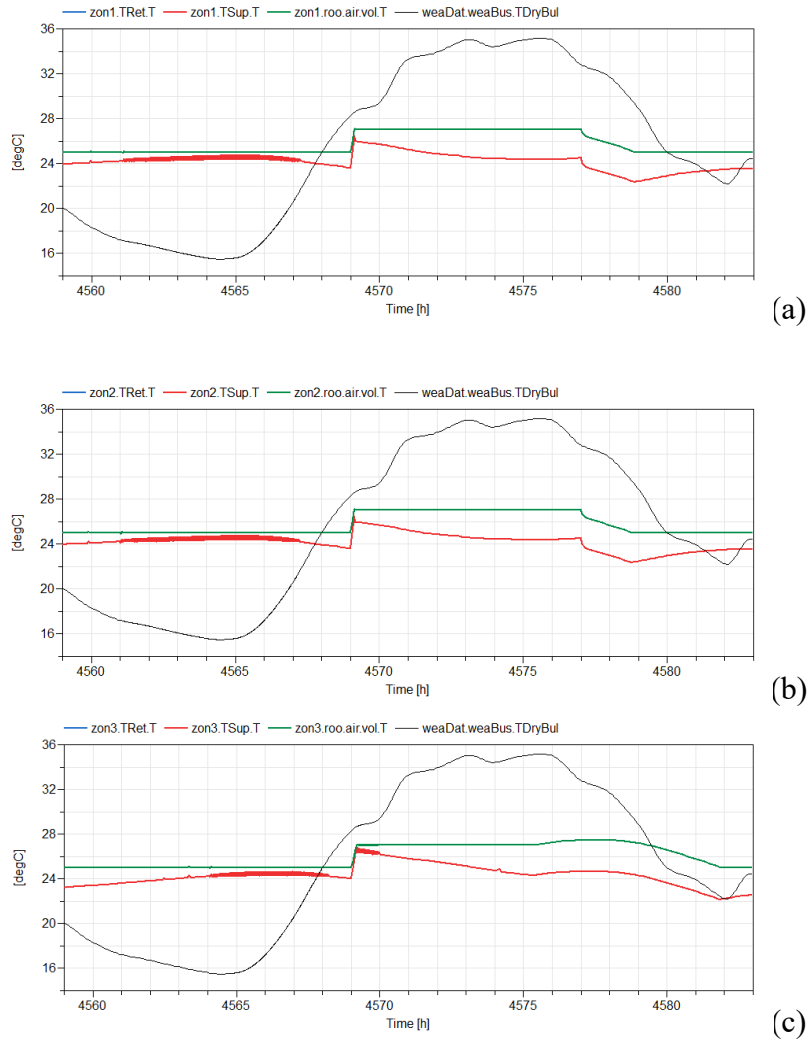 zon1.TRet.T zon1.TSup.T zon1.roo.air.vol.T weaDat.weaBus.TDryBul
36
32
28
24
20
16
[degC]
4560 4565 4570 4575 4580
Time [h]
(a)
zon2.TRet.T zon2.TSup.T zon2.roo.air.vol.T weaDat.weaBus.TDryBul
36
32
28
24
20
16
[degC]
4560 4565 4570 4575 4580
Time [h]
(b)
zon3.TRet.T zon3.TSup.T zon3.roo.air.vol.T weaDat.weaBus.TDryBul
36
32
28
24
20
16
[degC]
4560 4565 4570 4575 4580
Time [h]
(c)